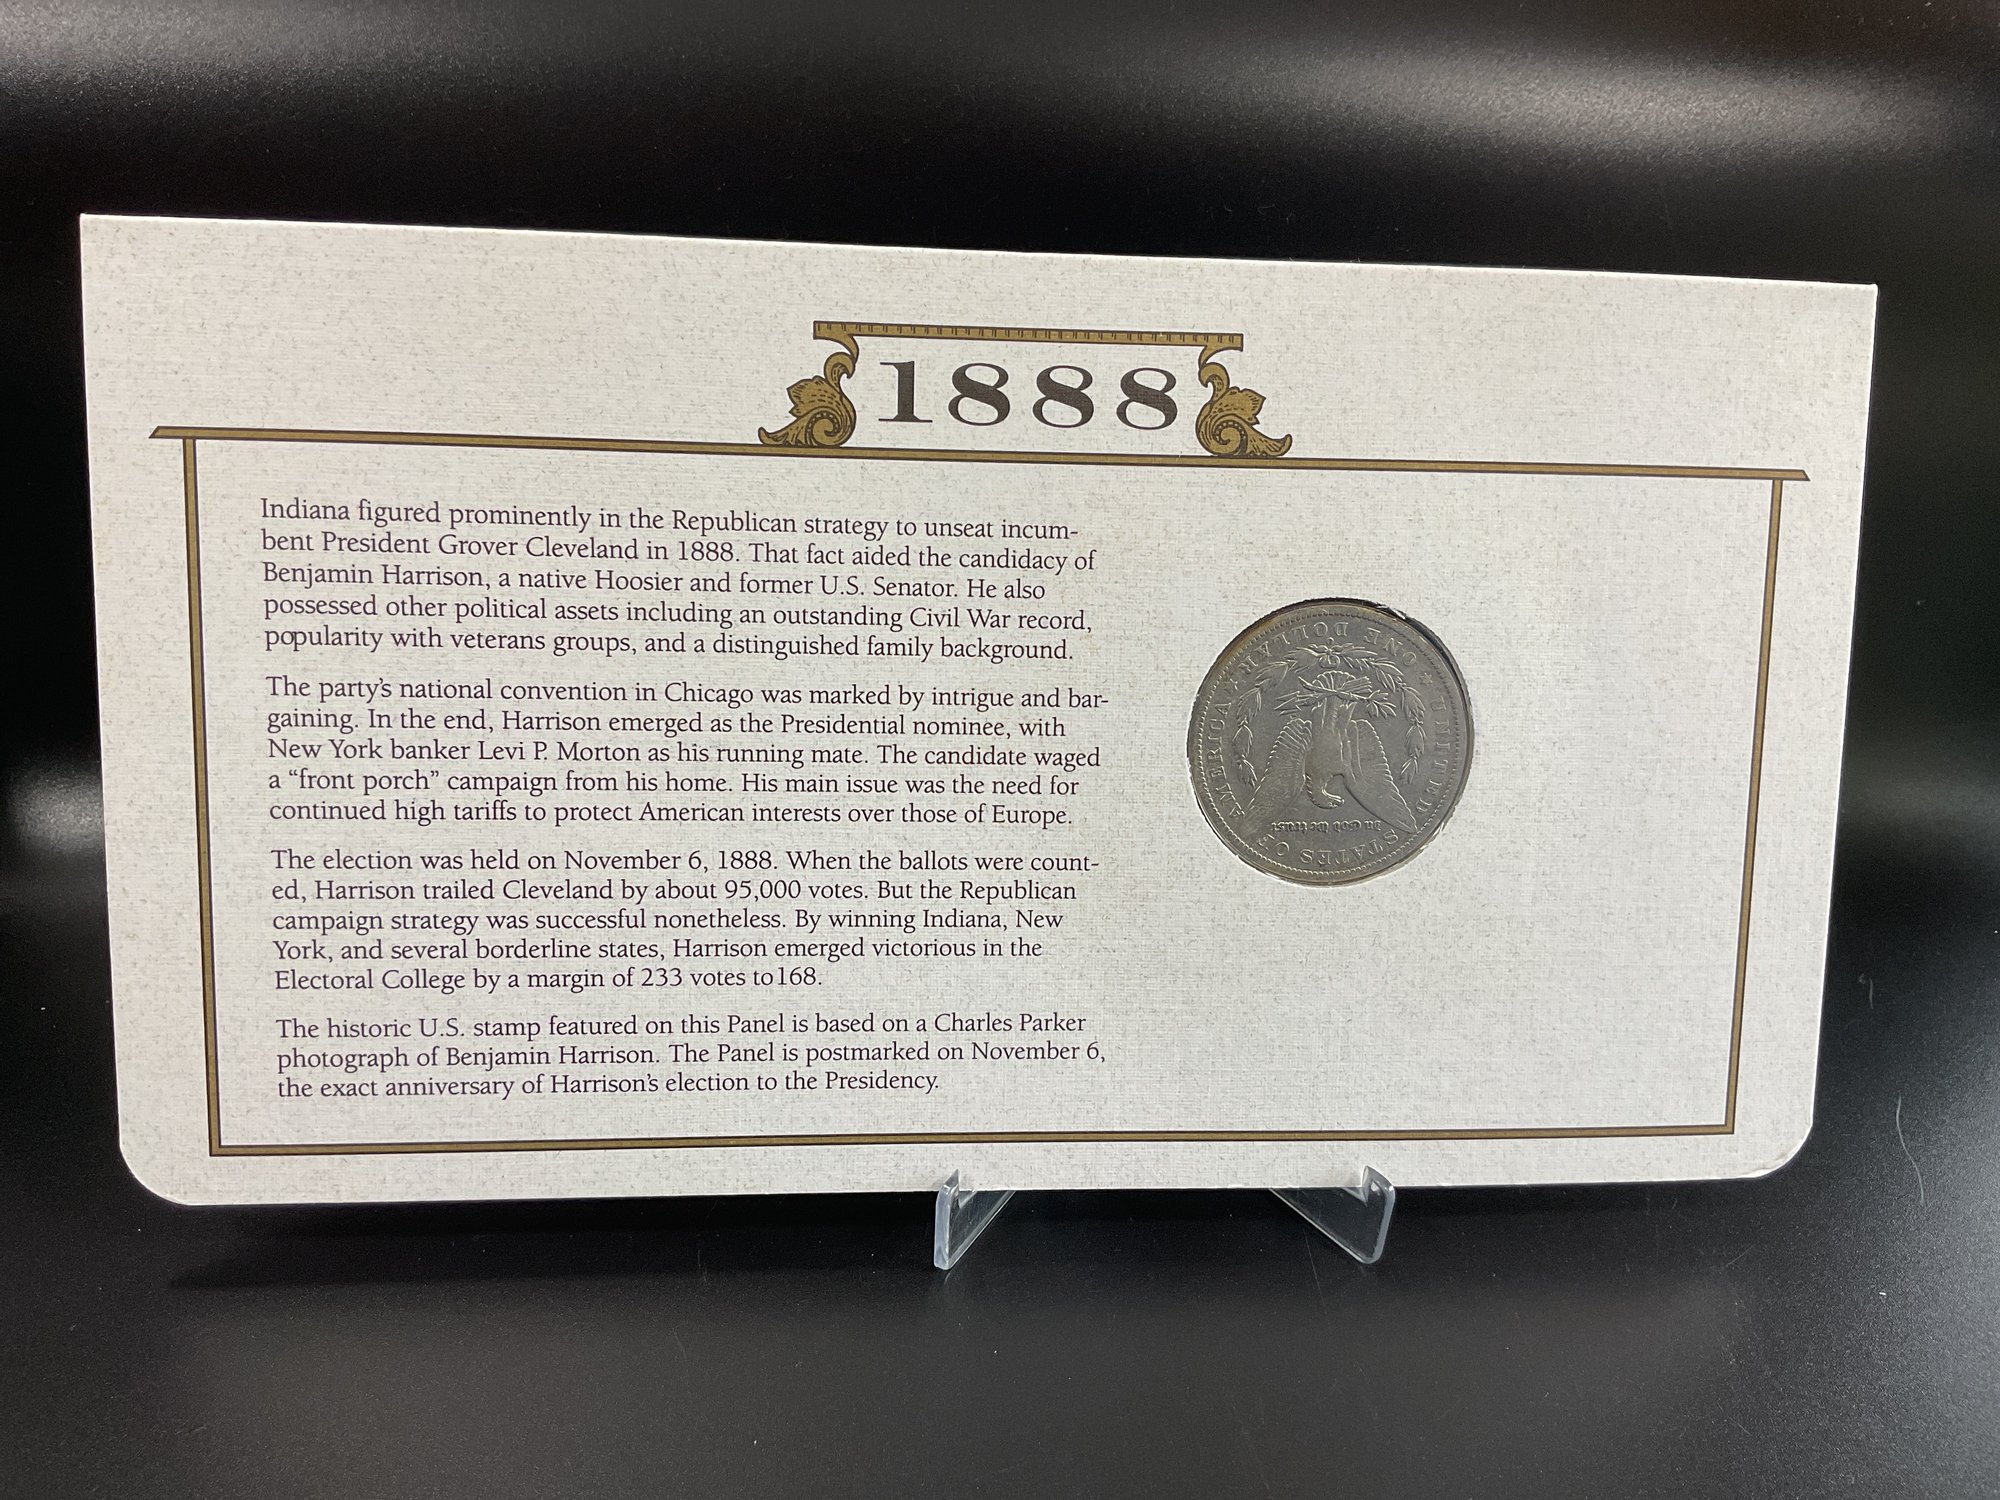 1888
Indiana figured prominently in the Republican strategy to unseat incum-
bent President Grover Cleveland in 1888. That fact aided the candidacy of
Benjamin Harrison, a native Hoosier and former U.S. Senator. He also
possessed other political assets including an outstanding Civil War record,
popularity with veterans groups, and a distinguished family background.
The party's national convention in Chicago was marked by intrigue and bar-
gaining. In the end, Harrison emerged as the Presidential nominee, with
New York banker Levi P. Morton as his running mate. The candidate waged
a “front porch” campaign from his home. His main issue was the need for
continued high tariffs to protect American interests over those of Europe.
The election was held on November 6, 1888. When the ballots were count-
ed, Harrison trailed Cleveland by about 95,000 votes. But the Republican
campaign strategy was successful nonetheless. By winning Indiana, New
York, and several borderline states, Harrison emerged victorious in the
Electoral College by a margin of 233 votes to 168.
The historic U.S. stamp featured on this Panel is based on a Charles Parker
photograph of Benjamin Harrison. The Panel is postmarked on November 6,
the exact anniversary of Harrison's election to the Presidency.
UNITED STATES OF AMERICA
ONE DOLLAR
In God We trust